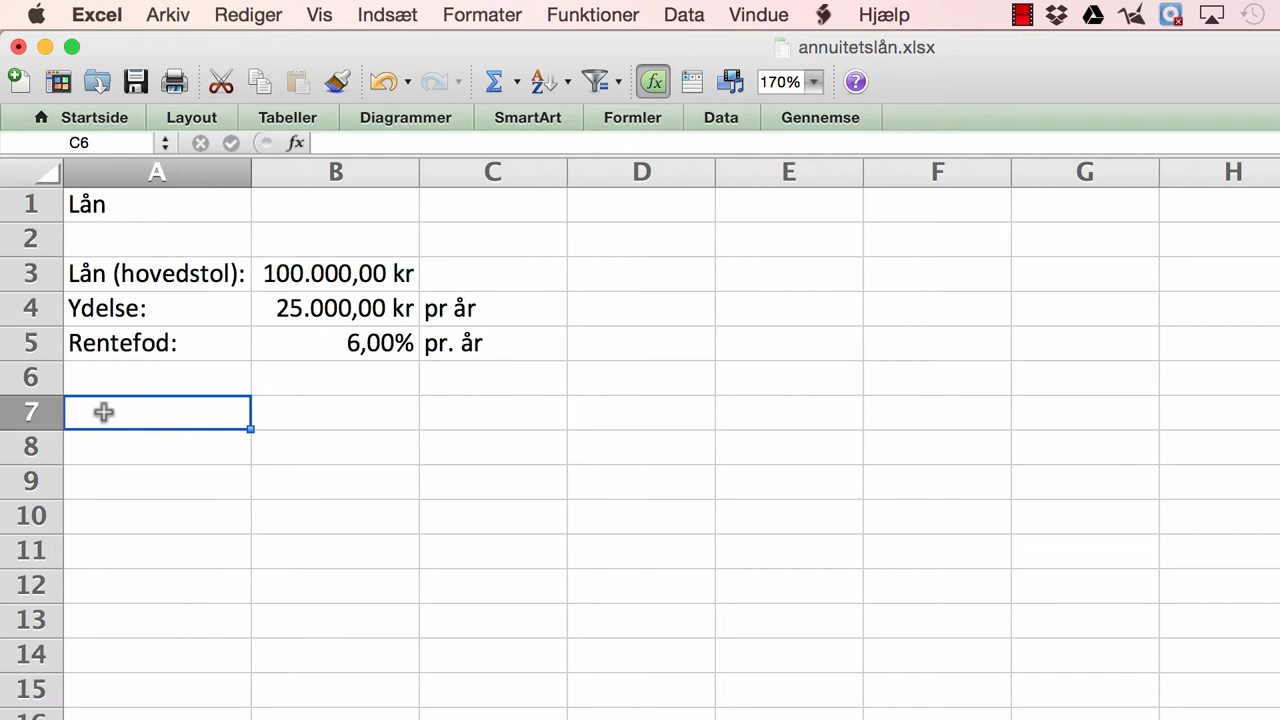 Excel Arkiv Rediger Vis Indsæt Formater Funktioner Data Vindue Hjælp
annuitetslån.xlsx
170%
Startside Layout Tabeller Diagrammer SmartArt Formler Data Gennemse
C6 fx
A B C D E F G H
1 Lån
2
3 Lån (hovedstol): 100.000,00 kr
4 Ydelse: 25.000,00 kr pr år
5 Rentefod: 6,00% pr. år
6
7
8
9
10
11
12
13
14
15
16